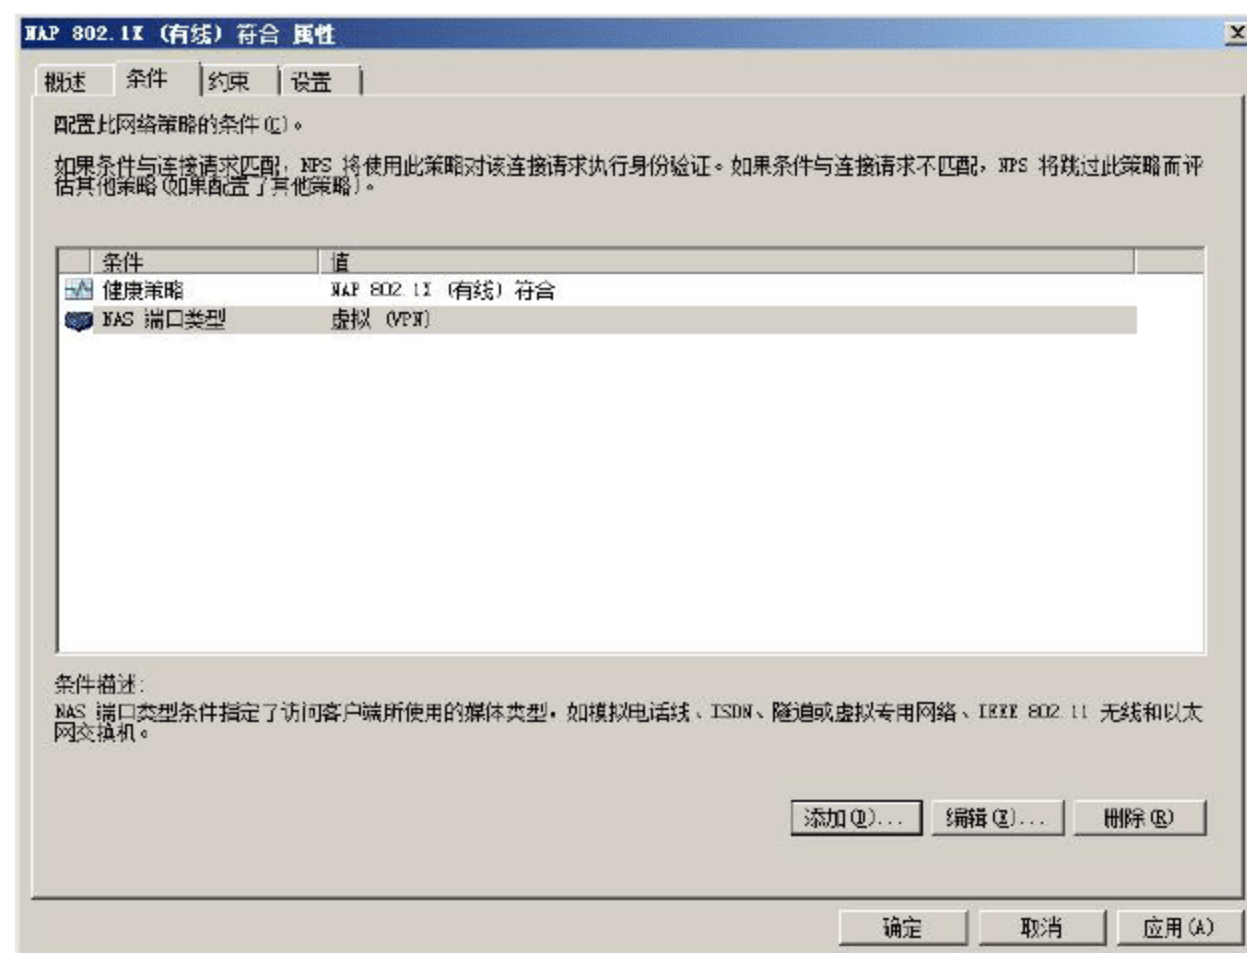 NAP 802.1X (有线) 符合 属性
概述 条件 约束 设置
配置此网络策略的条件(C)。
如果条件与连接请求匹配，NPS 将使用此策略对该连接请求执行身份验证。如果条件与连接请求不匹配，NPS 将跳过此策略而评
估其他策略(如果配置了其他策略)。
条件 值
健康策略 NAP 802.1X (有线) 符合
NAS 端口类型 虚拟 (VPN)
条件描述:
NAS 端口类型条件指定了访问客户端所使用的媒体类型，如模拟电话线、ISDN、隧道或虚拟专用网络、IEEE 802.11 无线和以太
网交换机。
添加(D)... 编辑(E)... 删除(R)
确定 取消 应用(A)